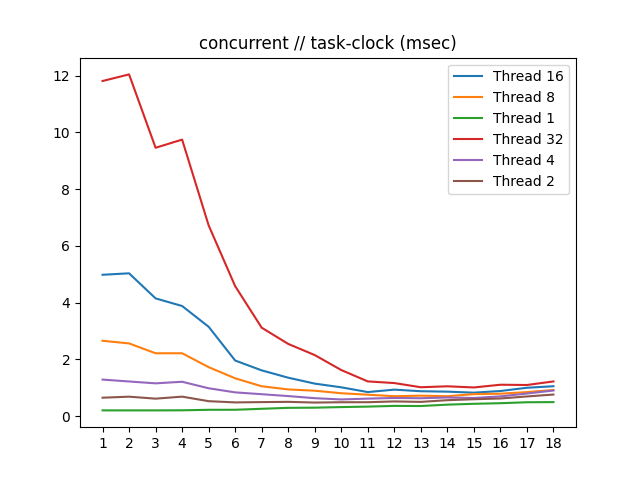 concurrent // task-clock (msec)
Thread 16
Thread 8
Thread 1
Thread 32
Thread 4
Thread 2
12
10
8
6
4
2
0
1 2 3 4 5 6 7 8 9 10 11 12 13 14 15 16 17 18